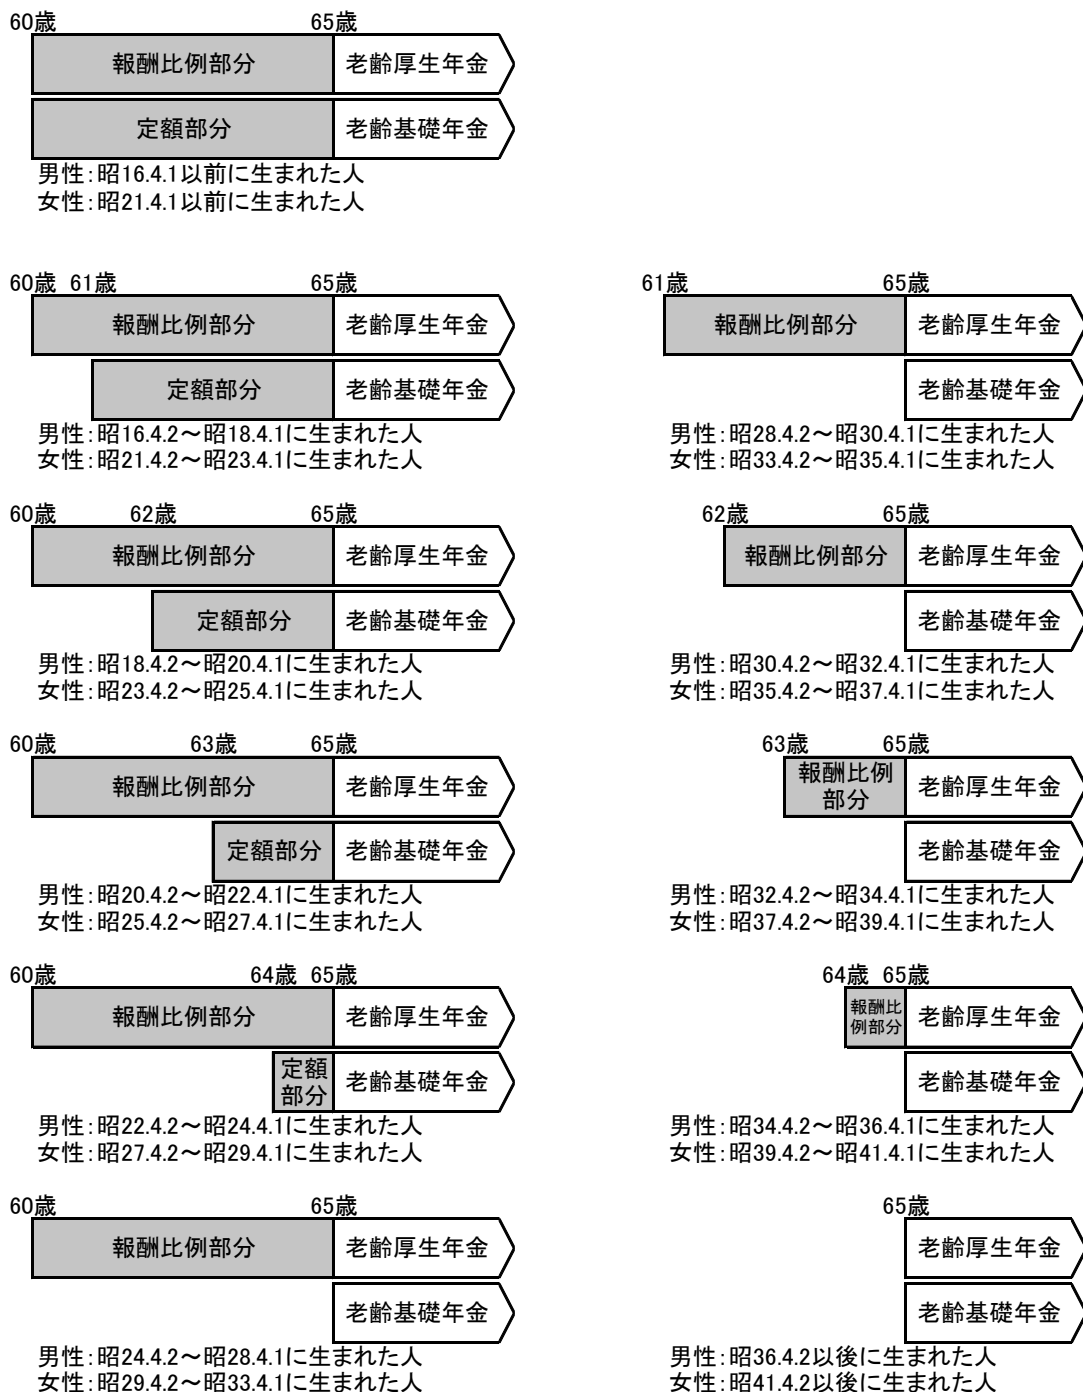 60歳 65歳
報酬比例部分 老齢厚生年金
定額部分 老齢基礎年金
男性：昭16.4.1以前に生まれた人
女性：昭21.4.1以前に生まれた人
60歳 61歳 65歳
報酬比例部分 老齢厚生年金
定額部分 老齢基礎年金
男性：昭16.4.2～昭18.4.1に生まれた人
女性：昭21.4.2～昭23.4.1に生まれた人
60歳 62歳 65歳
報酬比例部分 老齢厚生年金
定額部分 老齢基礎年金
男性：昭18.4.2～昭20.4.1に生まれた人
女性：昭23.4.2～昭25.4.1に生まれた人
60歳 63歳 65歳
報酬比例部分 老齢厚生年金
定額部分 老齢基礎年金
男性：昭20.4.2～昭22.4.1に生まれた人
女性：昭25.4.2～昭27.4.1に生まれた人
60歳 64歳 65歳
報酬比例部分 老齢厚生年金
定額
部分 老齢基礎年金
男性：昭22.4.2～昭24.4.1に生まれた人
女性：昭27.4.2～昭29.4.1に生まれた人
60歳 65歳
報酬比例部分 老齢厚生年金
老齢基礎年金
男性：昭24.4.2～昭28.4.1に生まれた人
女性：昭29.4.2～昭33.4.1に生まれた人
61歳 65歳
報酬比例部分 老齢厚生年金
老齢基礎年金
男性：昭28.4.2～昭30.4.1に生まれた人
女性：昭33.4.2～昭35.4.1に生まれた人
62歳 65歳
報酬比例部分 老齢厚生年金
老齢基礎年金
男性：昭30.4.2～昭32.4.1に生まれた人
女性：昭35.4.2～昭37.4.1に生まれた人
63歳 65歳
報酬比例
部分 老齢厚生年金
老齢基礎年金
男性：昭32.4.2～昭34.4.1に生まれた人
女性：昭37.4.2～昭39.4.1に生まれた人
64歳 65歳
報酬比
例部分 老齢厚生年金
老齢基礎年金
男性：昭34.4.2～昭36.4.1に生まれた人
女性：昭39.4.2～昭41.4.1に生まれた人
65歳
老齢厚生年金
老齢基礎年金
男性：昭36.4.2以後に生まれた人
女性：昭41.4.2以後に生まれた人